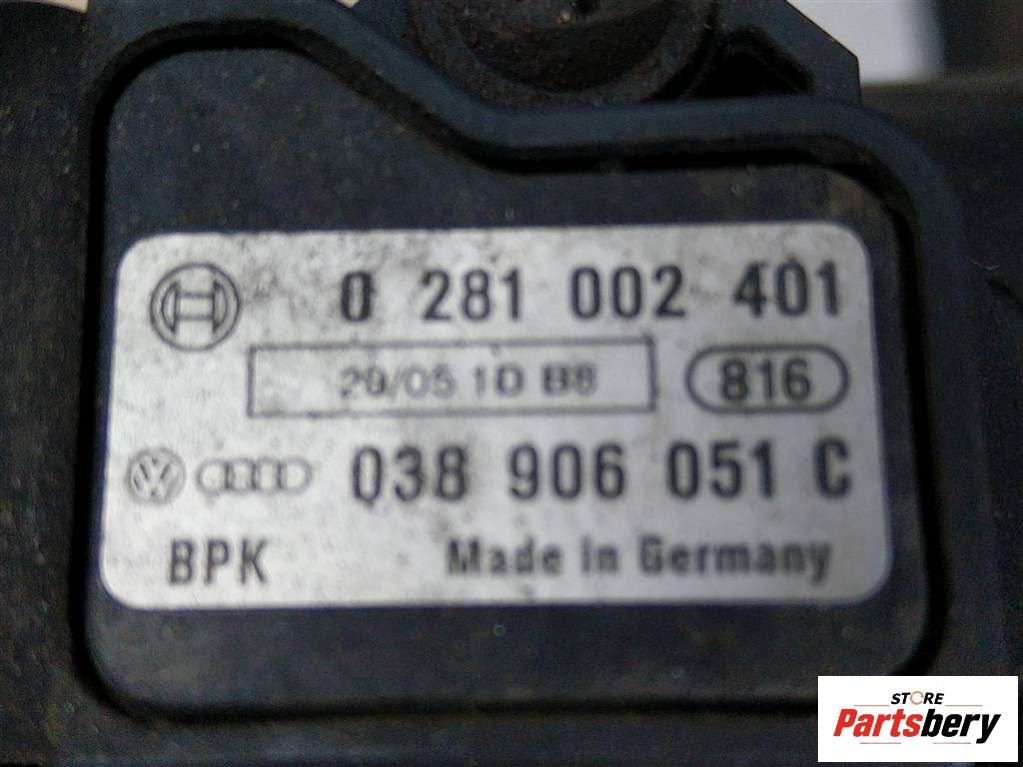 0 281 002 401
29/05 1D B8
816
038 906 051 C
BPK Made in Germany
STORE
Partsbery